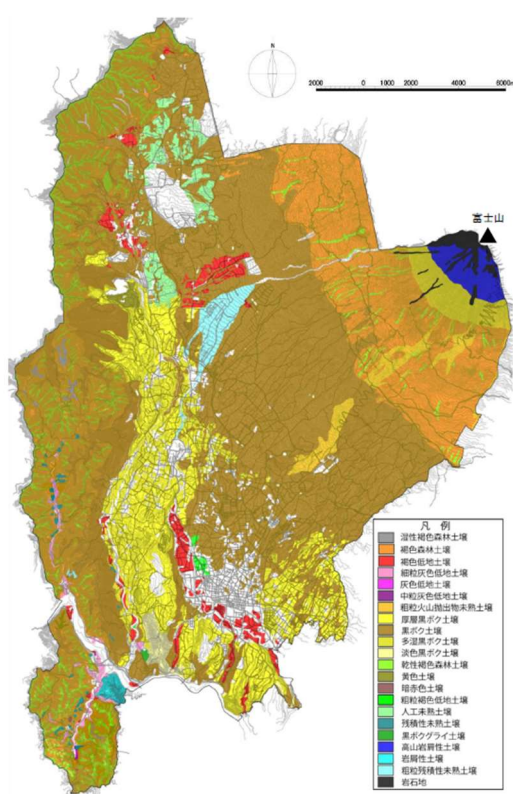 N
2000 0 2000 4000 6000m
富士山
凡 例
湿性褐色森林土壌
褐色森林土壌
褐色低地土壌
細粒灰色低地土壌
灰色低地土壌
中粒灰色低地土壌
粗粒火山抛出物未熟土壌
厚層黒ボク土壌
黒ボク土壌
多湿黒ボク土壌
淡色黒ボク土壌
乾性褐色森林土壌
黄色土壌
暗赤色土壌
粗粒褐色低地土壌
人工未熟土壌
残積性未熟土壌
黒ボクグライ土壌
高山岩屑性土壌
岩屑性土壌
粗粒残積性未熟土壌
岩石地